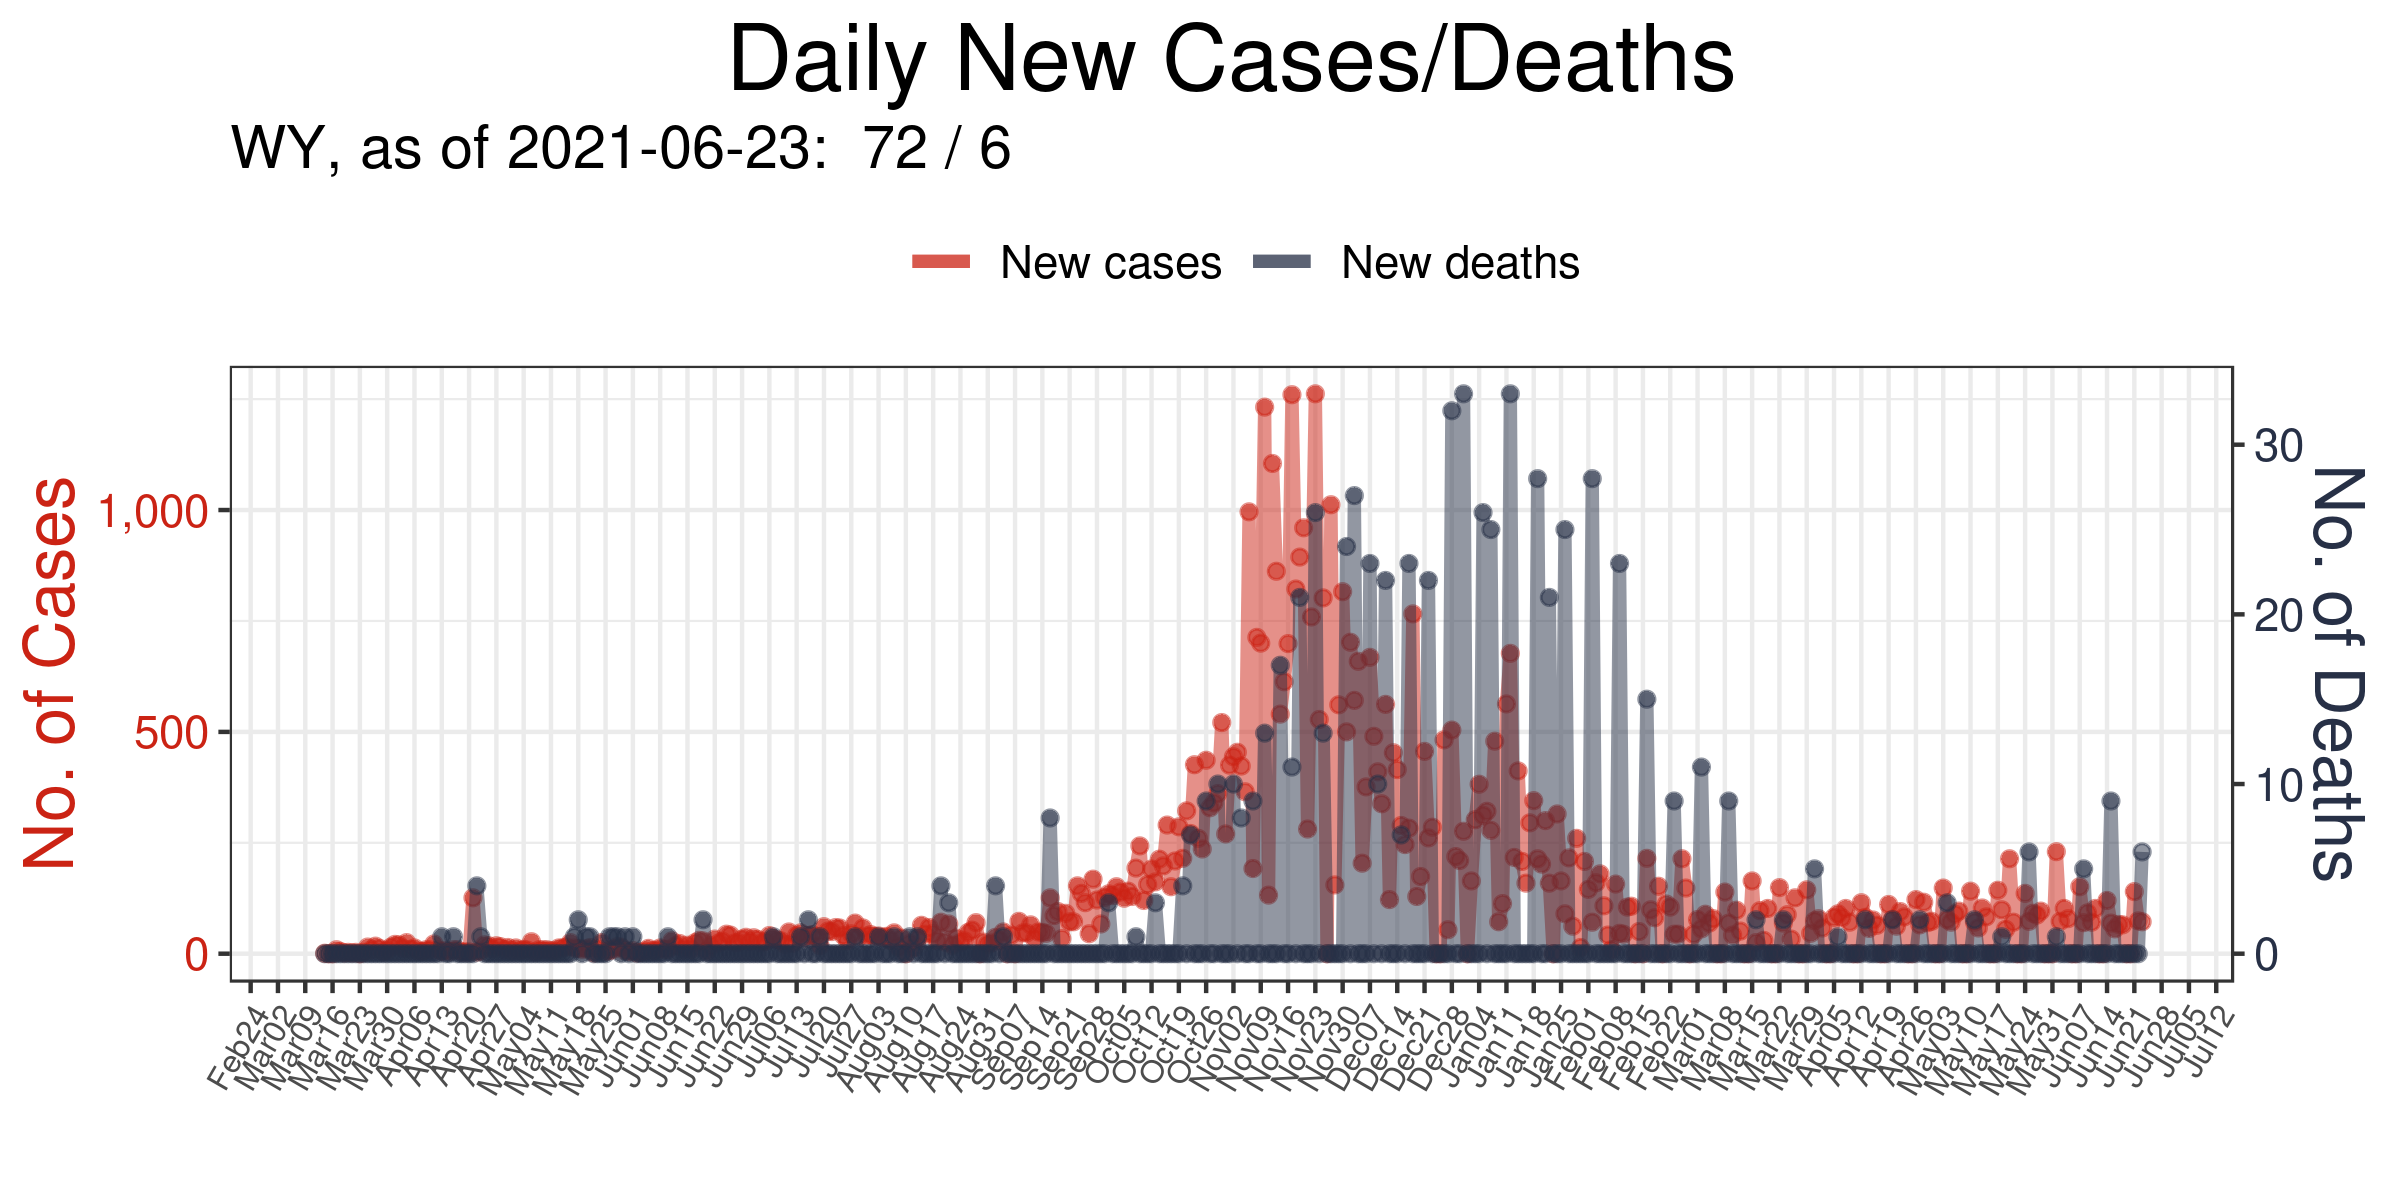 Daily New Cases/Deaths
WY, as of 2021-06-23:  72 / 6
New cases
New deaths
No. of Cases
1,000
500
0
No. of Deaths
30
20
10
0
Feb24
Mar02
Mar09
Mar16
Mar23
Mar30
Apr06
Apr13
Apr20
Apr27
May04
May11
May18
May25
Jun01
Jun08
Jun15
Jun22
Jun29
Jul06
Jul13
Jul20
Jul27
Aug03
Aug10
Aug17
Aug24
Aug31
Sep07
Sep14
Sep21
Sep28
Oct05
Oct12
Oct19
Oct26
Nov02
Nov09
Nov16
Nov23
Nov30
Dec07
Dec14
Dec21
Dec28
Jan04
Jan11
Jan18
Jan25
Feb01
Feb08
Feb15
Feb22
Mar01
Mar08
Mar15
Mar22
Mar29
Apr05
Apr12
Apr19
Apr26
May03
May10
May17
May24
May31
Jun07
Jun14
Jun21
Jun28
Jul05
Jul12